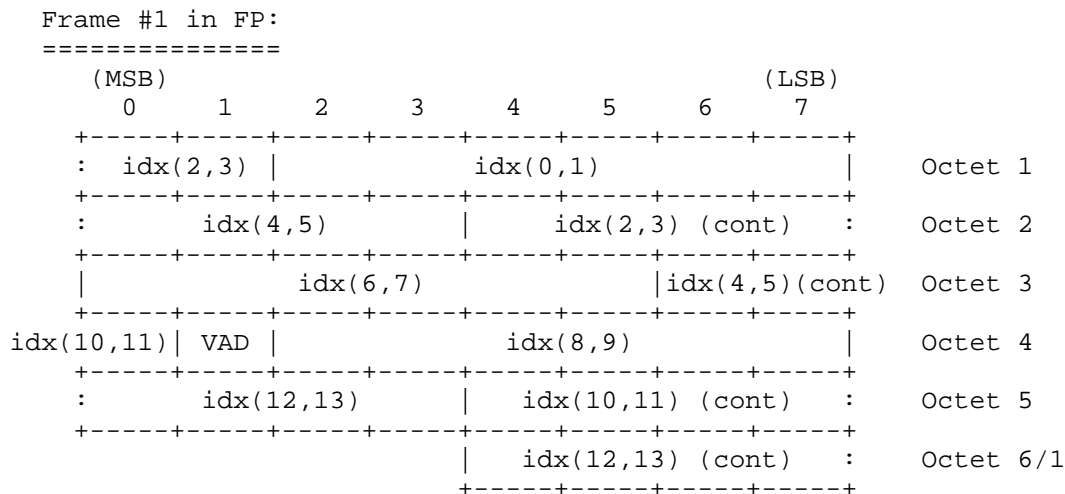 Frame #1 in FP:
===============
(MSB) (LSB)
0 1 2 3 4 5 6 7
+-----+-----+-----+-----+-----+-----+-----+-----+
: idx(2,3) | idx(0,1) | Octet 1
+-----+-----+-----+-----+-----+-----+-----+-----+
: idx(4,5) | idx(2,3) (cont) : Octet 2
+-----+-----+-----+-----+-----+-----+-----+-----+
| idx(6,7) |idx(4,5)(cont) Octet 3
+-----+-----+-----+-----+-----+-----+-----+-----+
idx(10,11)| VAD | idx(8,9) | Octet 4
+-----+-----+-----+-----+-----+-----+-----+-----+
: idx(12,13) | idx(10,11) (cont) : Octet 5
+-----+-----+-----+-----+-----+-----+-----+-----+
| idx(12,13) (cont) : Octet 6/1
+-----+-----+-----+-----+